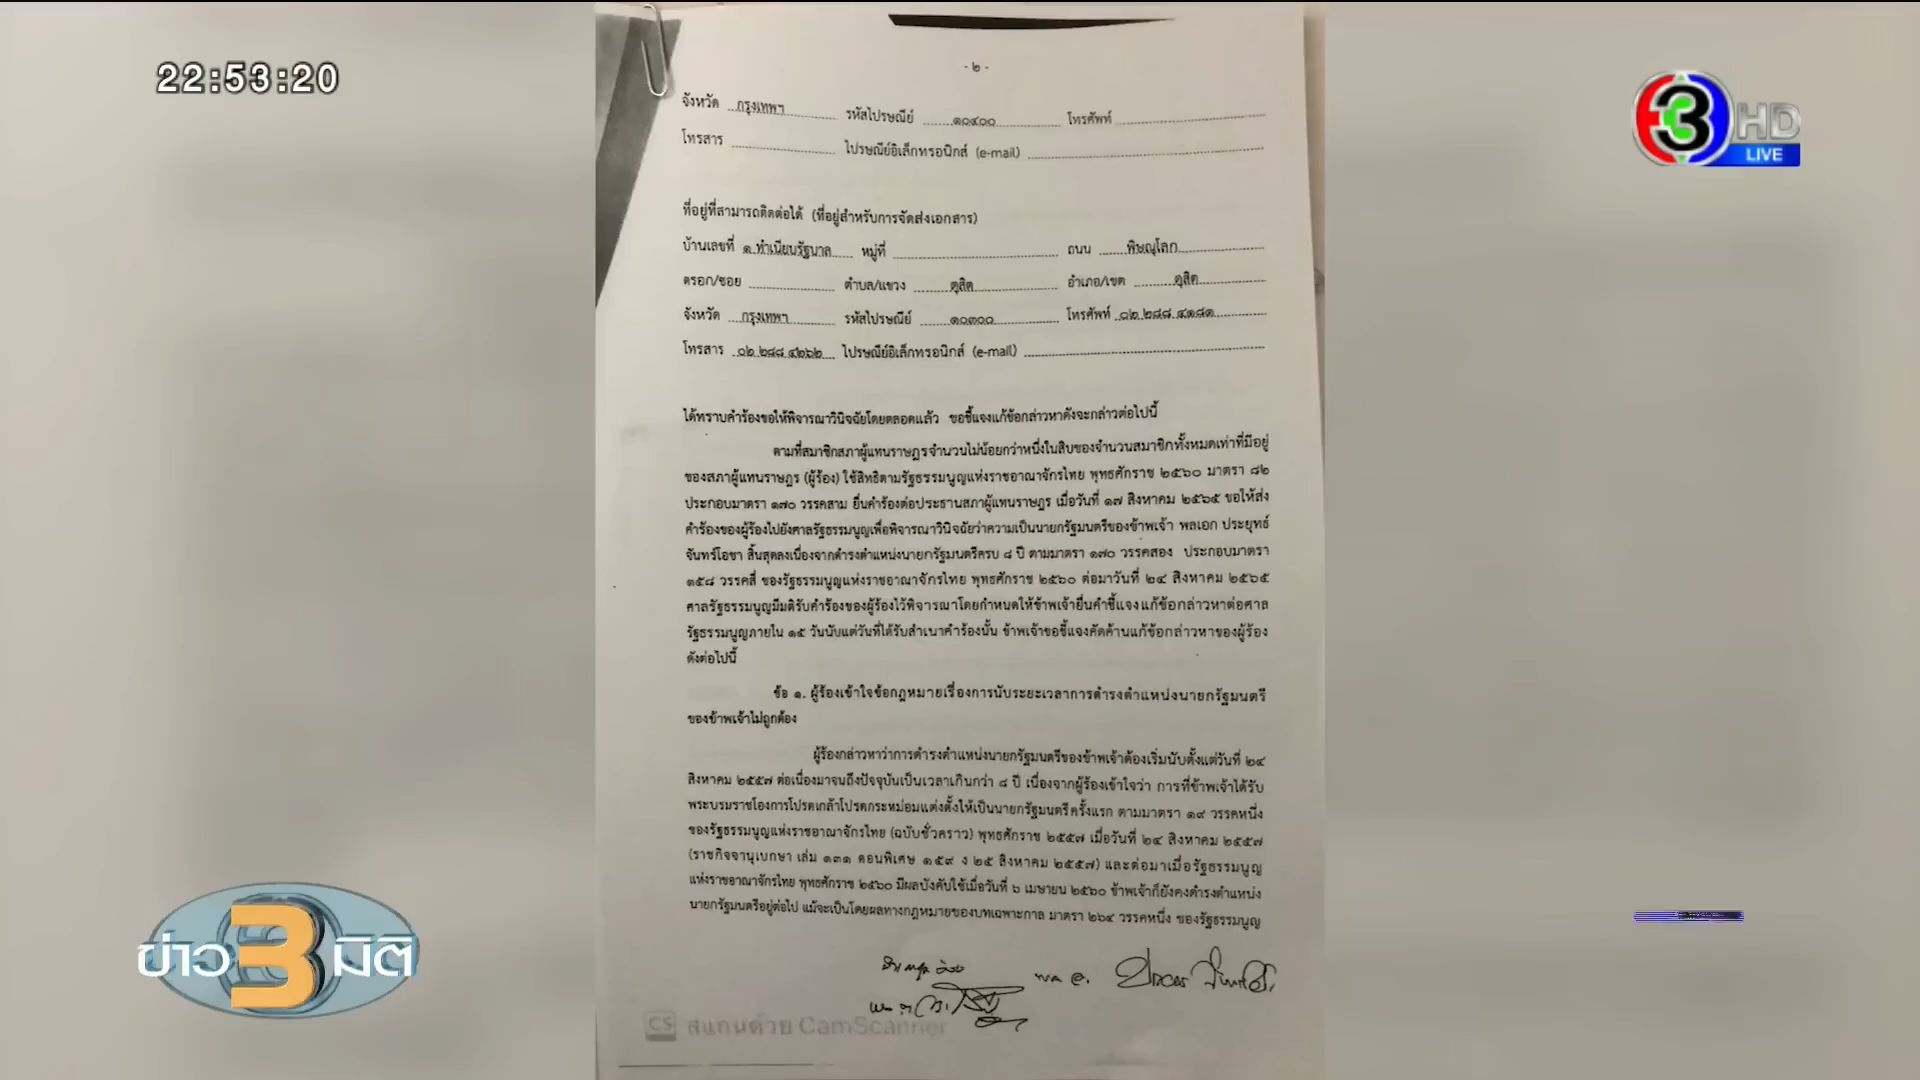 22:53:20
3 HD
LIVE
- ๒ -
จังหวัด กรุงเทพฯ รหัสไปรษณีย์ ๑๐๔๐๐ โทรศัพท์
โทรสาร ไปรษณีย์อิเล็กทรอนิกส์ (e-mail)
ที่อยู่ที่สามารถติดต่อได้ (ที่อยู่สำหรับการจัดส่งเอกสาร)
บ้านเลขที่ ๑ ทำเนียบรัฐบาล หมู่ที่ ถนน พิษณุโลก
ตรอก/ซอย ตำบล/แขวง ดุสิต อำเภอ/เขต ดุสิต
จังหวัด กรุงเทพฯ รหัสไปรษณีย์ ๑๐๓๐๐ โทรศัพท์ ๐๒ ๒๘๘ ๔๑๘๑
โทรสาร ๐๒ ๒๘๘ ๔๒๖๒ ไปรษณีย์อิเล็กทรอนิกส์ (e-mail)
ได้ทราบคำร้องขอให้พิจารณาวินิจฉัยโดยตลอดแล้ว ขอชี้แจงแก้ข้อกล่าวหาดังจะกล่าวต่อไปนี้
ตามที่สมาชิกสภาผู้แทนราษฎรจำนวนไม่น้อยกว่าหนึ่งในสิบของจำนวนสมาชิกทั้งหมดเท่าที่มีอยู่
ของสภาผู้แทนราษฎร (ผู้ร้อง) ใช้สิทธิตามรัฐธรรมนูญแห่งราชอาณาจักรไทย พุทธศักราช ๒๕๖๐ มาตรา ๘๒
ประกอบมาตรา ๑๗๐ วรรคสาม ยื่นคำร้องต่อประธานสภาผู้แทนราษฎร เมื่อวันที่ ๑๗ สิงหาคม ๒๕๖๕ ขอให้ส่ง
คำร้องของผู้ร้องไปยังศาลรัฐธรรมนูญเพื่อพิจารณาวินิจฉัยว่าความเป็นนายกรัฐมนตรีของข้าพเจ้า พลเอก ประยุทธ์
จันทร์โอชา สิ้นสุดลงเนื่องจากดำรงตำแหน่งนายกรัฐมนตรีครบ ๘ ปี ตามมาตรา ๑๗๐ วรรคสอง ประกอบมาตรา
๑๕๘ วรรคสี่ ของรัฐธรรมนูญแห่งราชอาณาจักรไทย พุทธศักราช ๒๕๖๐ ต่อมาวันที่ ๒๔ สิงหาคม ๒๕๖๕
ศาลรัฐธรรมนูญมีมติรับคำร้องของผู้ร้องไว้พิจารณาโดยกำหนดให้ข้าพเจ้ายื่นคำชี้แจงแก้ข้อกล่าวหาต่อศาล
รัฐธรรมนูญภายใน ๑๕ วันนับแต่วันที่ได้รับสำเนาคำร้องนั้น ข้าพเจ้าขอชี้แจงคัดค้านแก้ข้อกล่าวหาของผู้ร้อง
ดังต่อไปนี้
ข้อ ๑. ผู้ร้องเข้าใจข้อกฎหมายเรื่องการนับระยะเวลาการดำรงตำแหน่งนายกรัฐมนตรี
ของข้าพเจ้าไม่ถูกต้อง
ผู้ร้องกล่าวหาว่าการดำรงตำแหน่งนายกรัฐมนตรีของข้าพเจ้าต้องเริ่มนับตั้งแต่วันที่ ๒๔
สิงหาคม ๒๕๕๗ ต่อเนื่องมาจนถึงปัจจุบันเป็นเวลาเกินกว่า ๘ ปี เนื่องจากผู้ร้องเข้าใจว่า การที่ข้าพเจ้าได้รับ
พระบรมราชโองการโปรดเกล้าโปรดกระหม่อมแต่งตั้งให้เป็นนายกรัฐมนตรีครั้งแรก ตามมาตรา ๑๙ วรรคหนึ่ง
ของรัฐธรรมนูญแห่งราชอาณาจักรไทย (ฉบับชั่วคราว) พุทธศักราช ๒๕๕๗ เมื่อวันที่ ๒๔ สิงหาคม ๒๕๕๗
(ราชกิจจานุเบกษา เล่ม ๑๓๑ ตอนพิเศษ ๑๕๙ ง ๒๕ สิงหาคม ๒๕๕๗) และต่อมาเมื่อรัฐธรรมนูญ
แห่งราชอาณาจักรไทย พุทธศักราช ๒๕๖๐ มีผลบังคับใช้เมื่อวันที่ ๖ เมษายน ๒๕๖๐ ข้าพเจ้าก็ยังคงดำรงตำแหน่ง
นายกรัฐมนตรีอยู่ต่อไป แม้จะเป็นโดยผลทางกฎหมายของบทเฉพาะกาล มาตรา ๒๖๔ วรรคหนึ่ง ของรัฐธรรมนูญ
พล อ.
CS สแกนด้วย CamScanner
ข่าว 3 มิติ